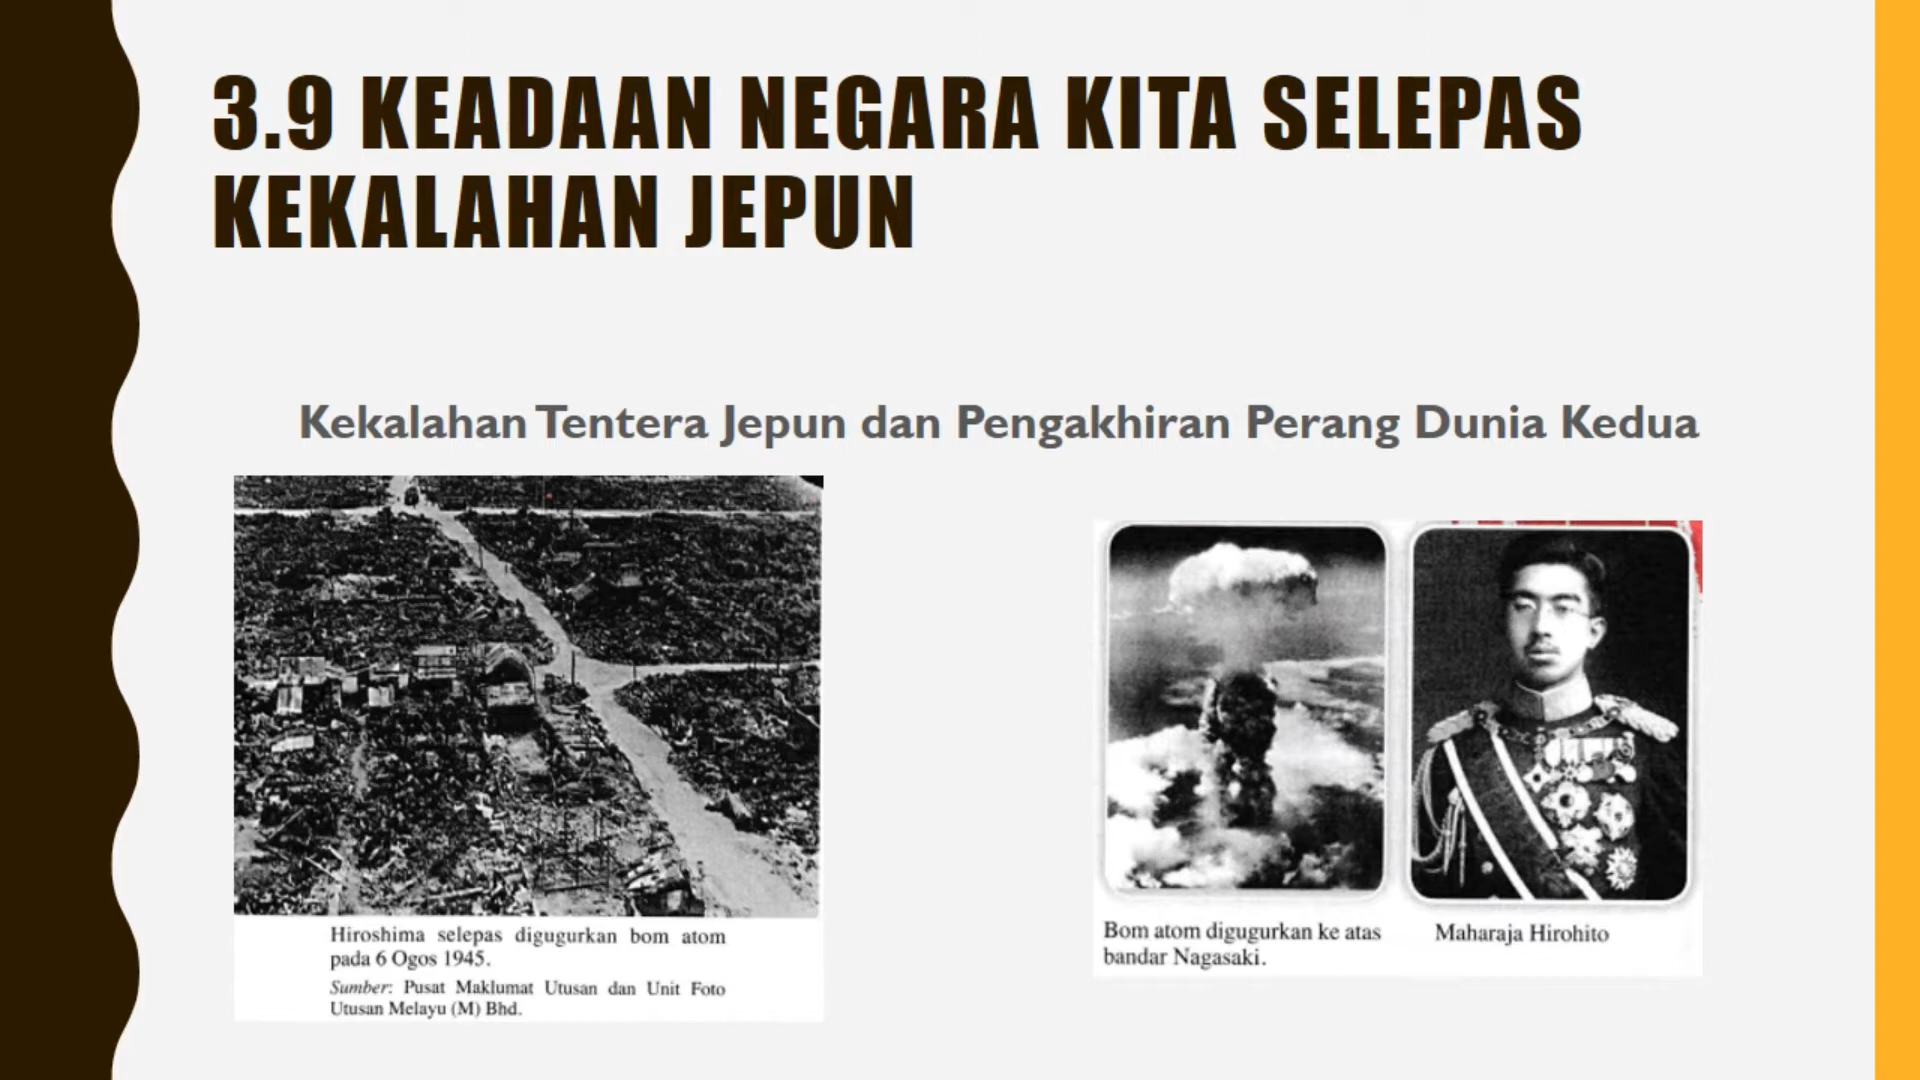 3.9 KEADAAN NEGARA KITA SELEPAS
KEKALAHAN JEPUN
Kekalahan Tentera Jepun dan Pengakhiran Perang Dunia Kedua
Hiroshima selepas digugurkan bom atom
pada 6 Ogos 1945.
Sumber: Pusat Maklumat Utusan dan Unit Foto
Utusan Melayu (M) Bhd.
Bom atom digugurkan ke atas
bandar Nagasaki.
Maharaja Hirohito